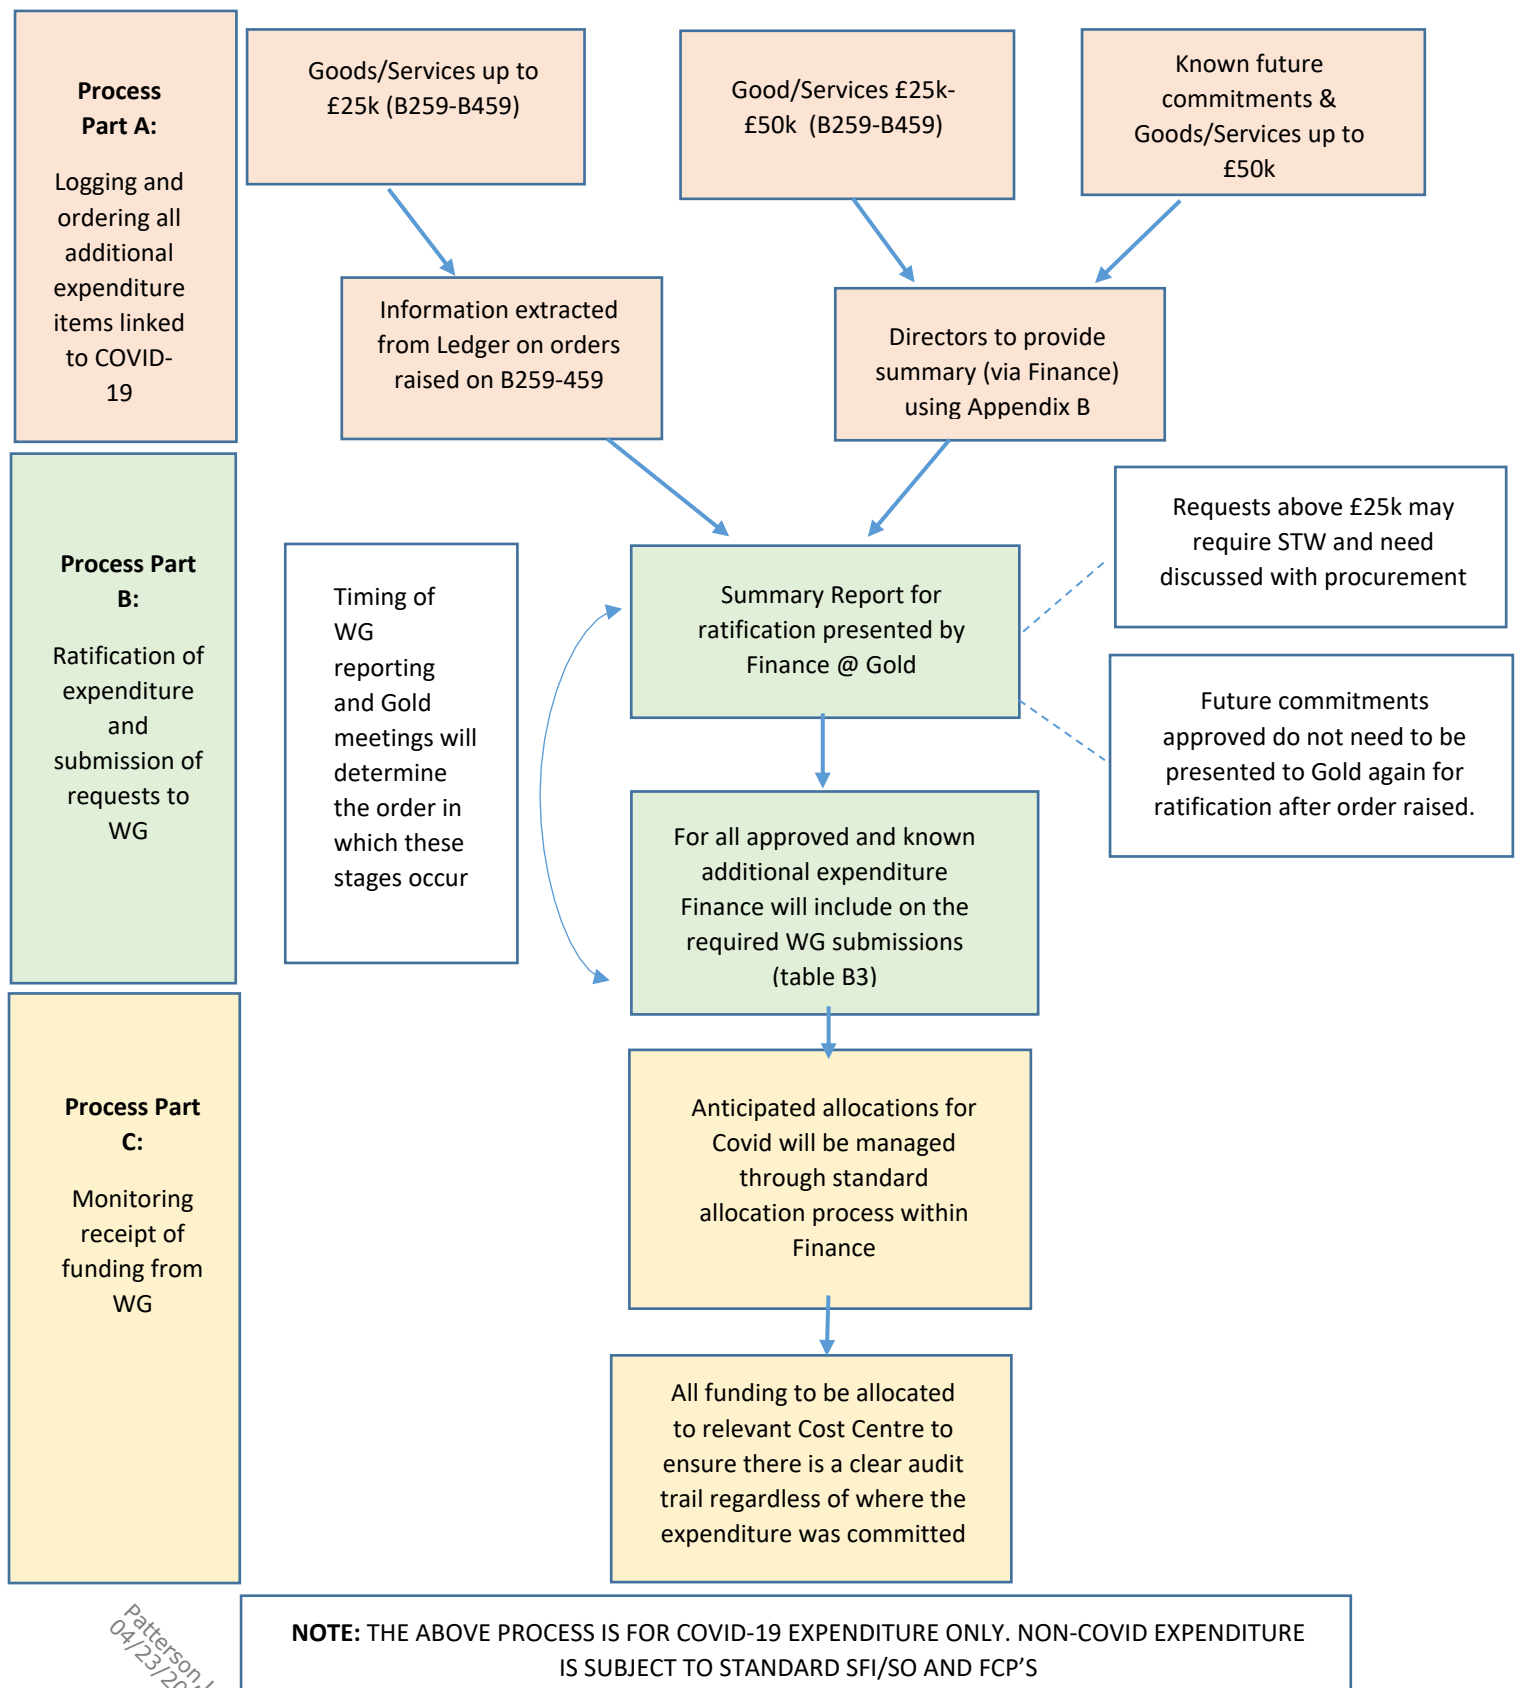 Process
Part A:
Logging and
ordering all
additional
expenditure
items linked
to COVID-
19
Goods/Services up to
£25k (B259-B459)
Good/Services £25k-
£50k  (B259-B459)
Known future
commitments &
Goods/Services up to
£50k
Information extracted
from Ledger on orders
raised on B259-459
Directors to provide
summary (via Finance)
using Appendix B
Process Part
B:
Ratification of
expenditure
and
submission of
requests to
WG
Timing of
WG
reporting
and Gold
meetings will
determine
the order in
which these
stages occur
Summary Report for
ratification presented by
Finance @ Gold
Requests above £25k may
require STW and need
discussed with procurement
Future commitments
approved do not need to be
presented to Gold again for
ratification after order raised.
For all approved and known
additional expenditure
Finance will include on the
required WG submissions
(table B3)
Process Part
C:
Monitoring
receipt of
funding from
WG
Anticipated allocations for
Covid will be managed
through standard
allocation process within
Finance
All funding to be allocated
to relevant Cost Centre to
ensure there is a clear audit
trail regardless of where the
expenditure was committed
Patterson,
NOTE: THE ABOVE PROCESS IS FOR COVID-19 EXPENDITURE ONLY. NON-COVID EXPENDITURE
IS SUBJECT TO STANDARD SFI/SO AND FCP'S